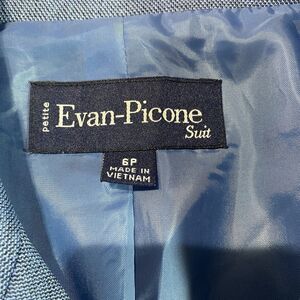 petite
Evan-Picone
Suit
6P
MADE IN
VIETNAM